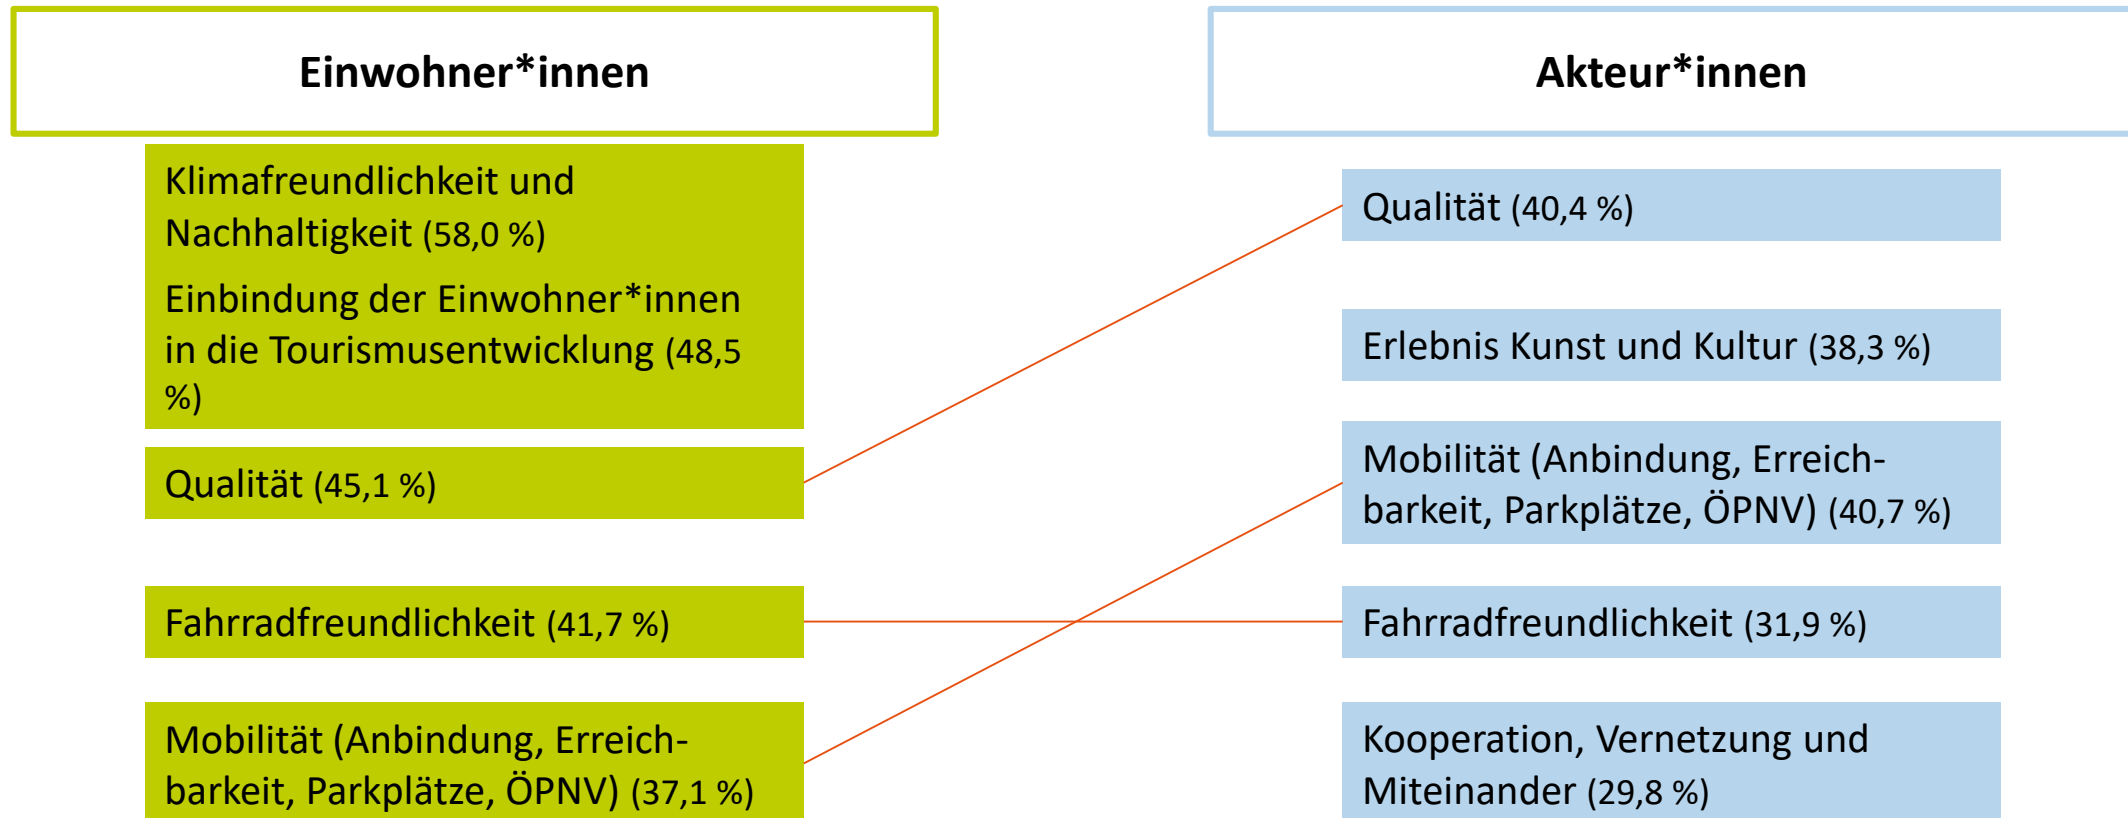 Einwohner*innen
Klimafreundlichkeit und
Nachhaltigkeit (58,0 %)
Einbindung der Einwohner*innen
in die Tourismusentwicklung (48,5
%)
Qualität (45,1 %)
Fahrradfreundlichkeit (41,7 %)
Mobilität (Anbindung, Erreich-
barkeit, Parkplätze, ÖPNV) (37,1 %)
Akteur*innen
Qualität (40,4 %)
Erlebnis Kunst und Kultur (38,3 %)
Mobilität (Anbindung, Erreich-
barkeit, Parkplätze, ÖPNV) (40,7 %)
Fahrradfreundlichkeit (31,9 %)
Kooperation, Vernetzung und
Miteinander (29,8 %)